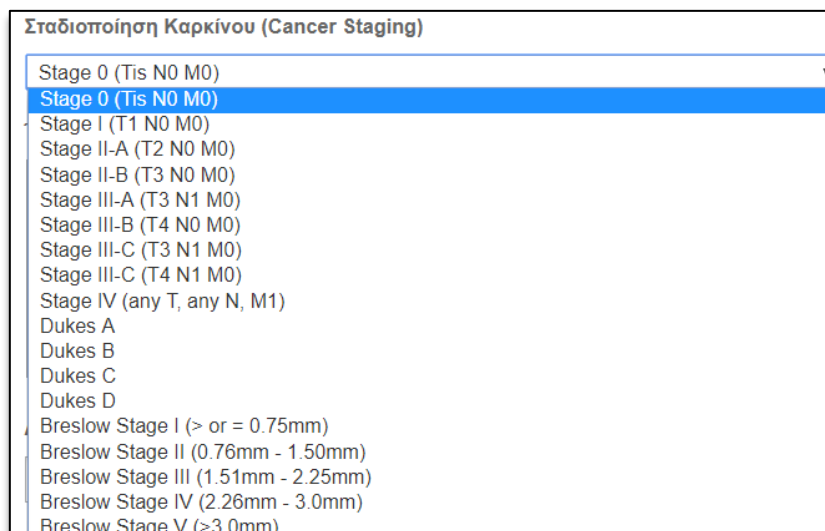 Σταδιοποίηση Καρκίνου (Cancer Staging)
Stage 0 (Tis N0 M0)
Stage 0 (Tis N0 M0)
Stage I (T1 N0 M0)
Stage II-A (T2 N0 M0)
Stage II-B (T3 N0 M0)
Stage III-A (T3 N1 M0)
Stage III-B (T4 N0 M0)
Stage III-C (T3 N1 M0)
Stage III-C (T4 N1 M0)
Stage IV (any T, any N, M1)
Dukes A
Dukes B
Dukes C
Dukes D
Breslow Stage I (> or = 0.75mm)
Breslow Stage II (0.76mm - 1.50mm)
Breslow Stage III (1.51mm - 2.25mm)
Breslow Stage IV (2.26mm - 3.0mm)
Breslow Stage V (>3.0mm)